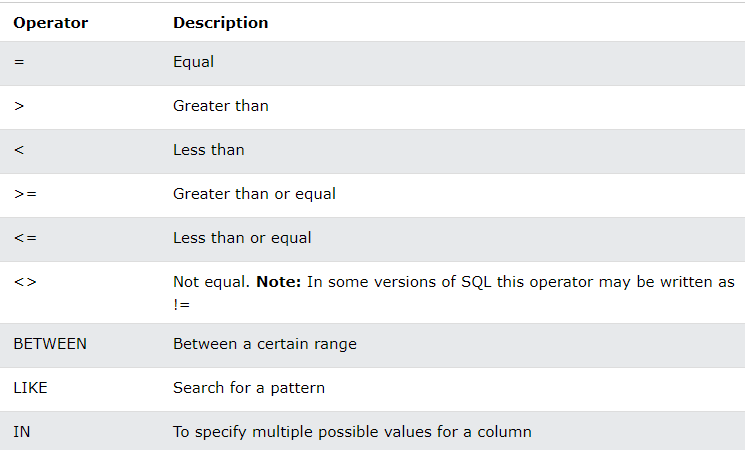 Operator Description
= Equal
> Greater than
< Less than
>= Greater than or equal
<= Less than or equal
<> Not equal. Note: In some versions of SQL this operator may be written as
!=
BETWEEN Between a certain range
LIKE Search for a pattern
IN To specify multiple possible values for a column